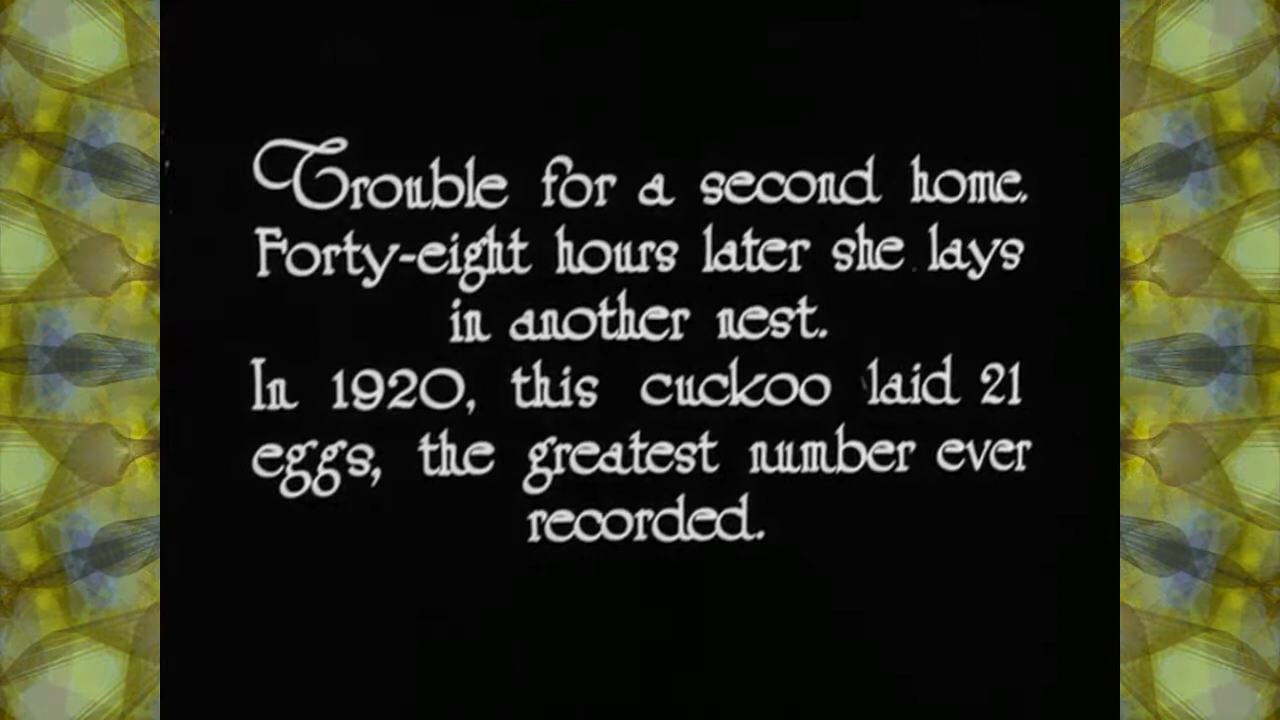 Trouble for a second home.
Forty-eight hours later she lays
in another nest.
In 1920, this cuckoo laid 21
eggs, the greatest number ever
recorded.